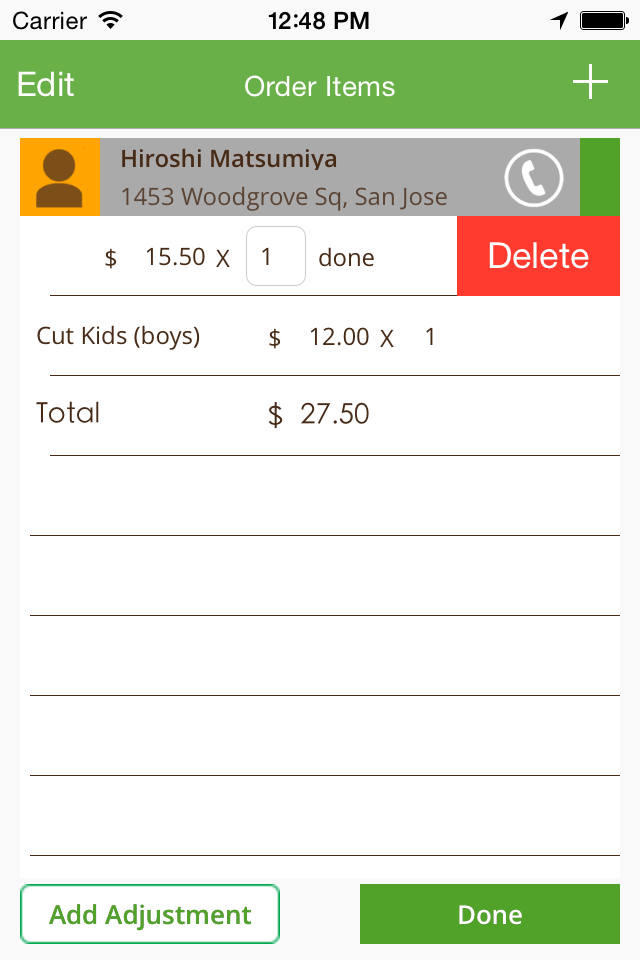 Carrier 12:48 PM
Edit Order Items
Hiroshi Matsumiya
1453 Woodgrove Sq, San Jose
$ 15.50 X 1 done Delete
Cut Kids (boys) $ 12.00 X 1
Total $ 27.50
Add Adjustment Done